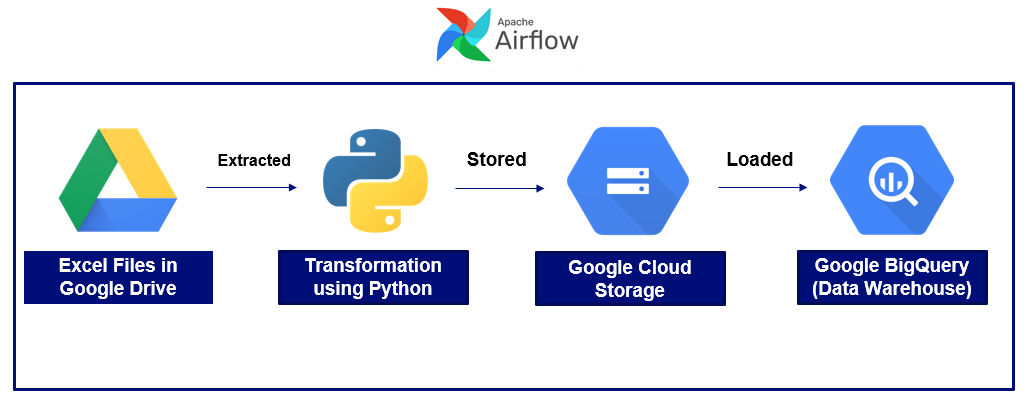 Apache
Airflow
Extracted
Stored
Loaded
Excel Files in
Google Drive
Transformation
using Python
Google Cloud
Storage
Google BigQuery
(Data Warehouse)